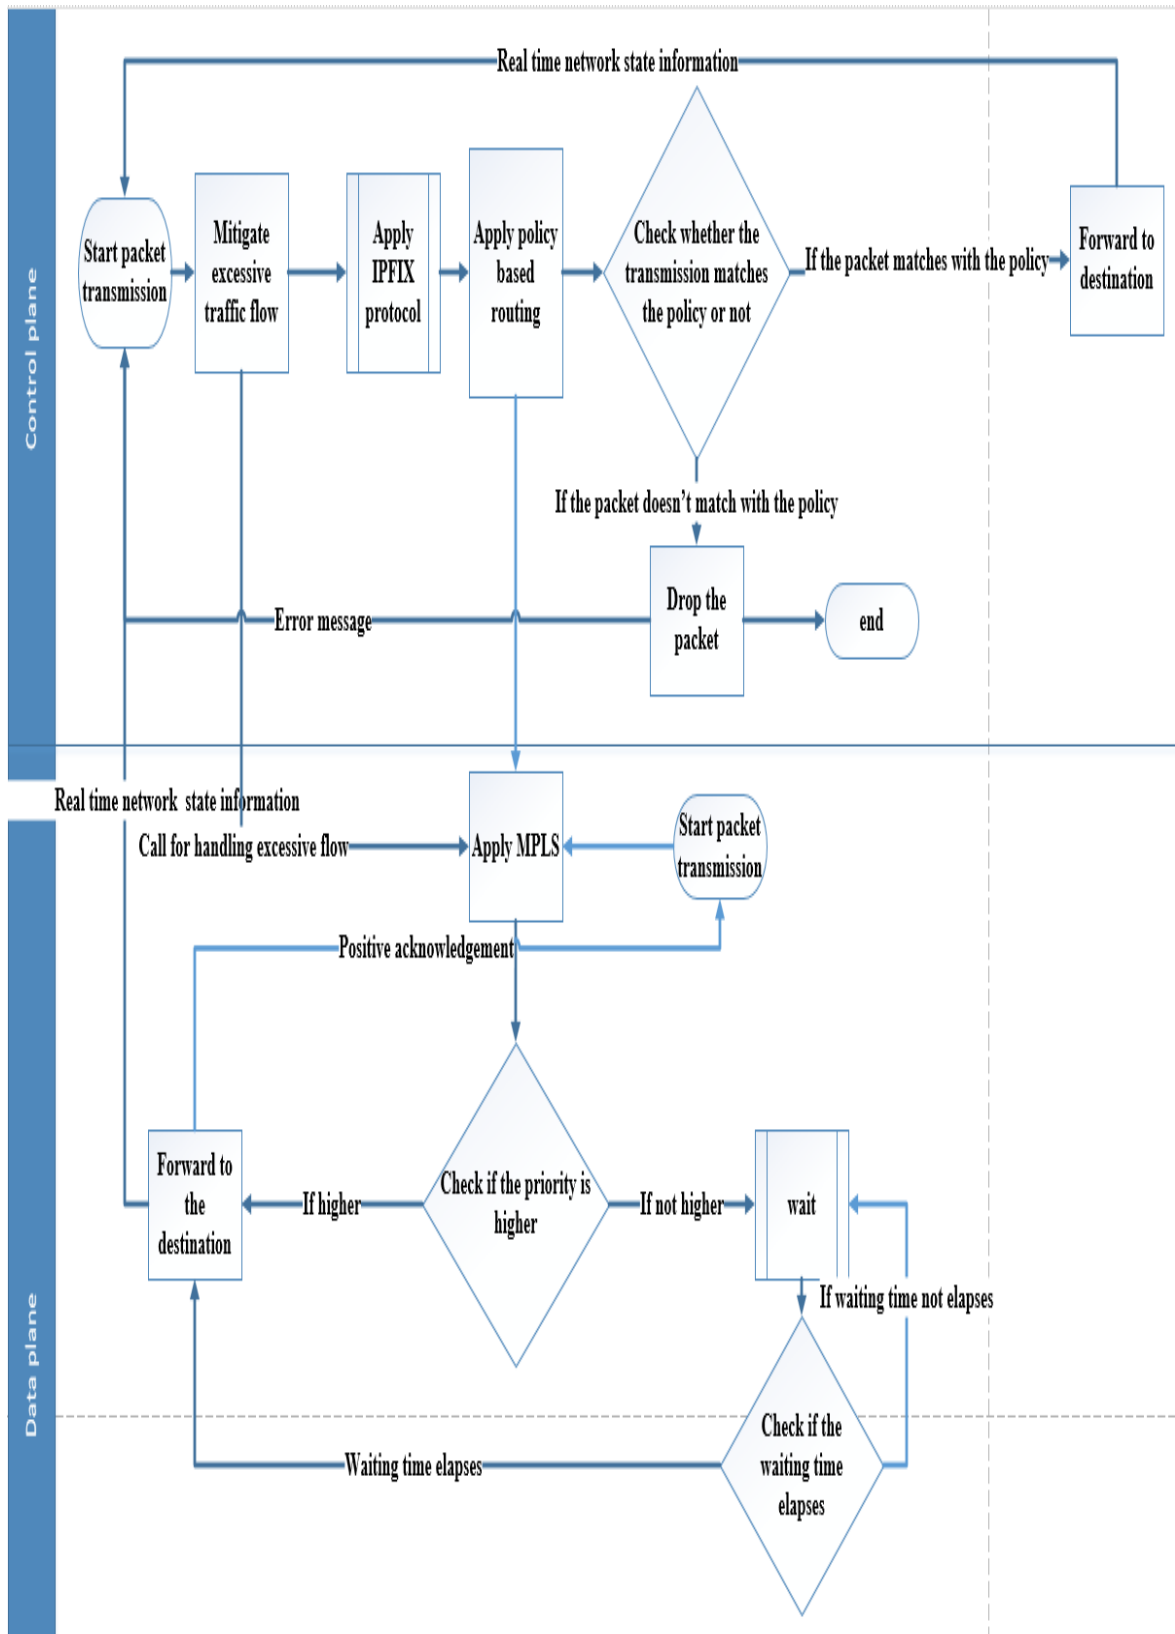 Control plane
Real time network state information
Start packet
transmission
Mitigate
excessive
traffic flow
Apply
IPFIX
protocol
Apply policy
based
routing
Check whether the
transmission matches
the policy or not
If the packet matches with the policy
Forward to
destination
If the packet doesn't match with the policy
Error message
Drop the
packet
end
Data plane
Real time network state information
Call for handling excessive flow
Apply MPLS
Start packet
transmission
Positive acknowledgement
Forward to
the
destination
If higher
Check if the priority is
higher
If not higher
wait
If waiting time not elapses
Waiting time elapses
Check if the
waiting time
elapses